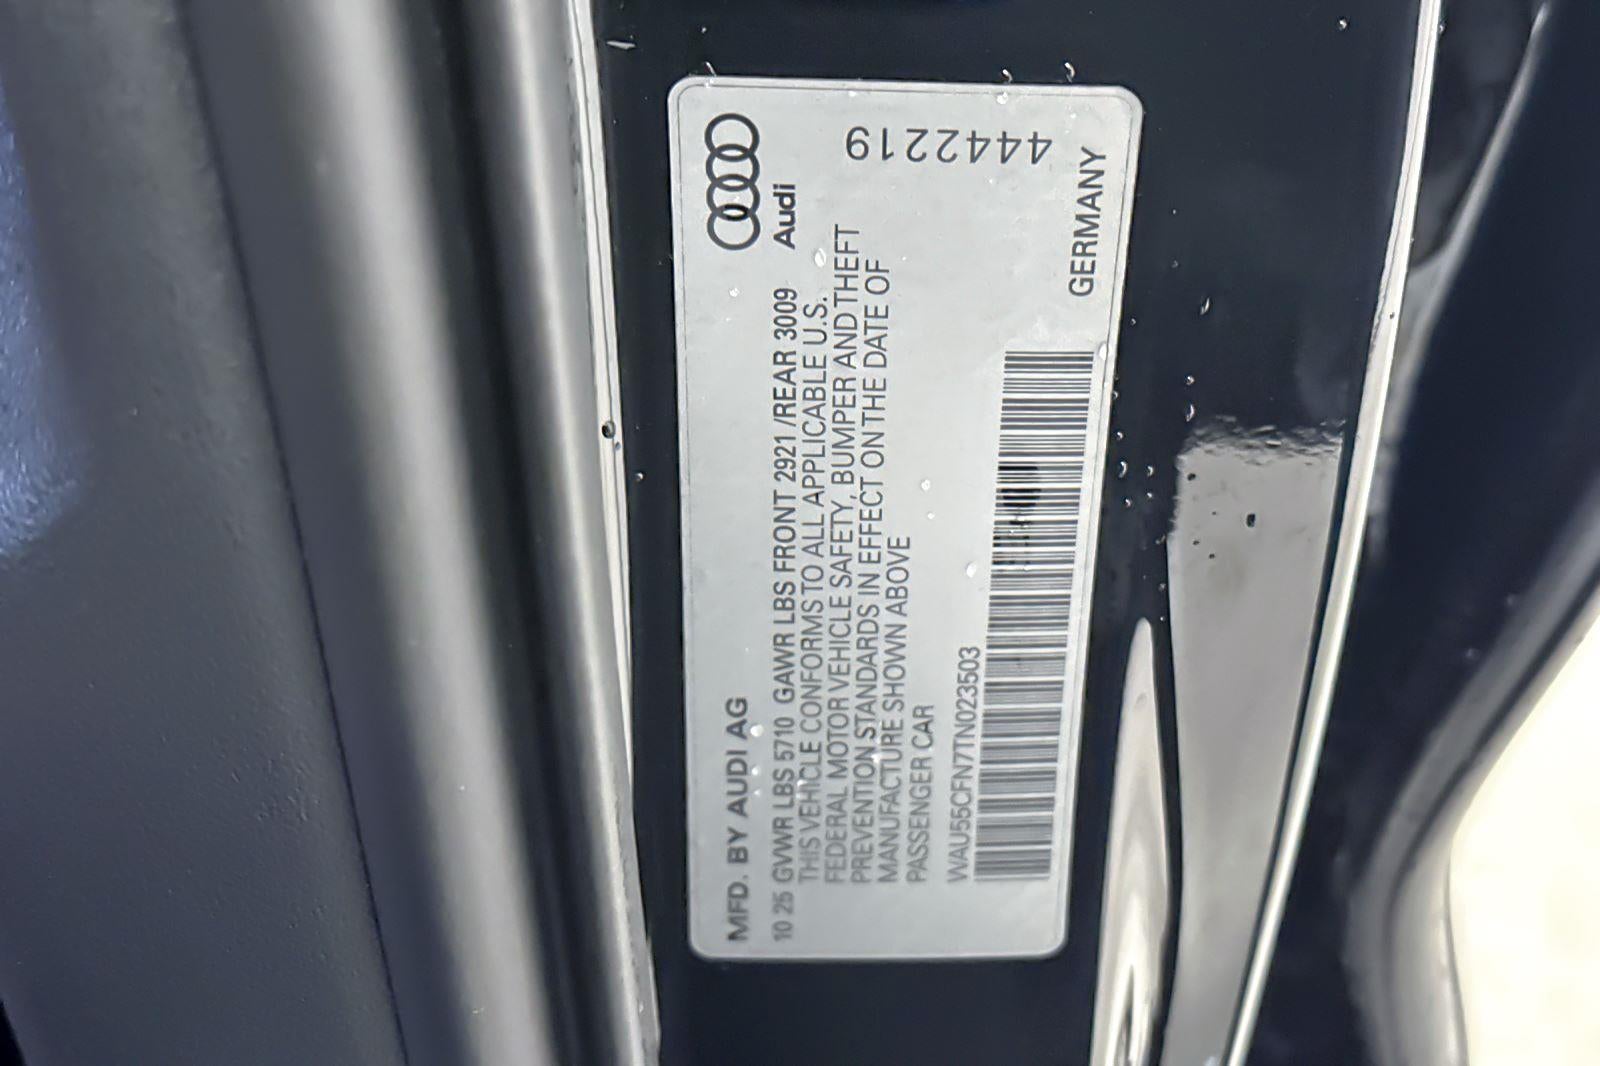 MFD. BY AUDI AG
Audi
10 25 GVWR LBS 5710 GAWR LBS FRONT 2921 /REAR 3009
THIS VEHICLE CONFORMS TO ALL APPLICABLE U.S.
FEDERAL MOTOR VEHICLE SAFETY, BUMPER AND THEFT
PREVENTION STANDARDS IN EFFECT ON THE DATE OF
MANUFACTURE SHOWN ABOVE
PASSENGER CAR
WAU55CFN7TN023503
GERMANY
4442219